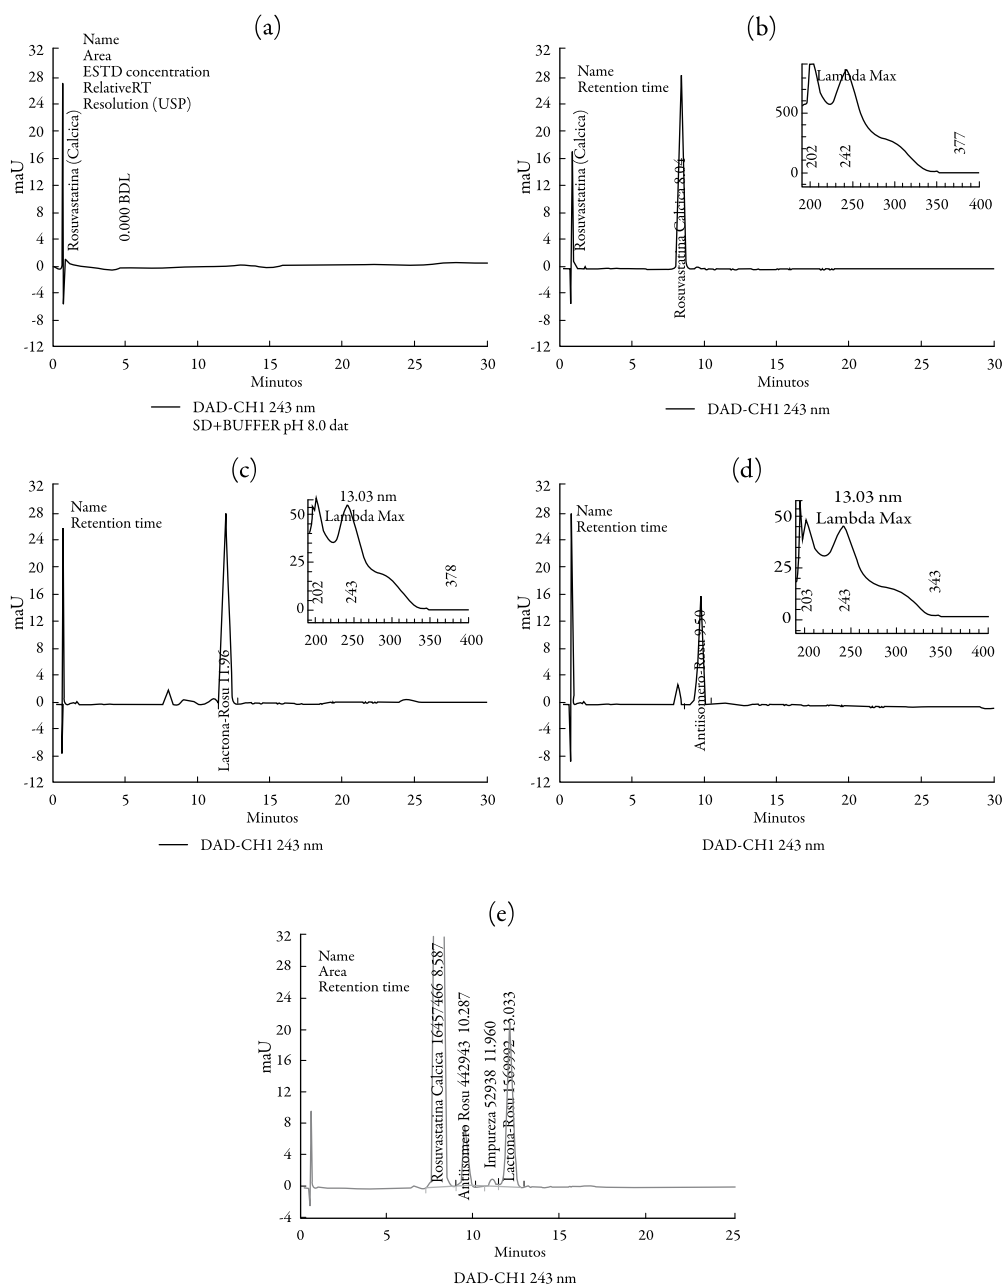 (a)
Name
Area
ESTD concentration
RelativeRT
Resolution (USP)
maU
32
28
24
20
16
12
8
4
0
-4
-8
-12
Rosuvastatina (Calcica)
0.000 BDL
0 5 10 15 20 25 30
Minutos
DAD-CH1 243 nm
SD+BUFFER pH 8.0 dat
(b)
Name
Retention time
maU
32
28
24
20
16
12
8
4
0
-4
-8
-12
Rosuvastatina (Calcica)
Rosuvastatina Calcica 8.04
Lambda Max
500
0
202 242 377
200 250 300 350 400
0 5 10 15 20 25 30
Minutos
DAD-CH1 243 nm
(c)
Name
Retention time
maU
32
28
24
20
16
12
8
4
0
-4
-8
-12
Lactona-Rosu 11.96
13.03 nm
Lambda Max
50
25
0
202 243 378
200 250 300 350 400
0 5 10 15 20 25 30
Minutos
DAD-CH1 243 nm
(d)
Name
Retention time
maU
32
28
24
20
16
12
8
4
0
-4
-8
-12
Antiisomero-Rosu 9.50
13.03 nm
Lambda Max
50
25
0
203 243 343
200 250 300 350 400
0 5 10 15 20 25 30
Minutos
DAD-CH1 243 nm
(e)
Name
Area
Retention time
maU
32
28
24
20
16
12
8
4
0
-4
Rosuvastatina Calcica 16457466 8.587
Antiisomero Rosu 442943 10.287
Impureza 52938 11.960
Lactona-Rosu 1569992 13.033
0 5 10 15 20 25
Minutos
DAD-CH1 243 nm